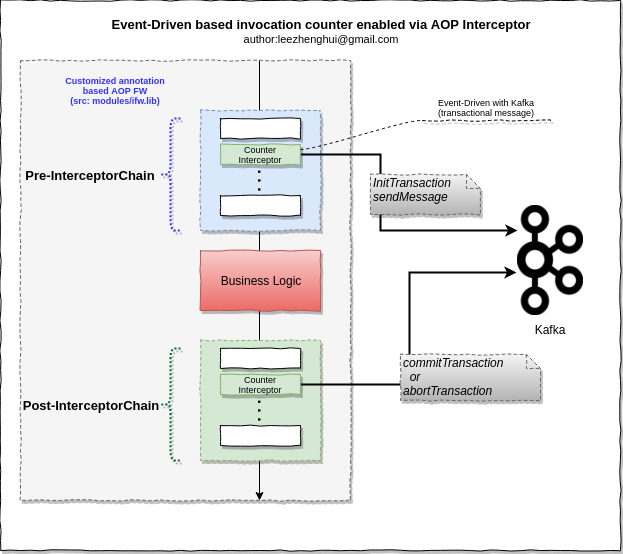 Event-Driven based invocation counter enabled via AOP Interceptor
author:leezhenghui@gmail.com
Customized annotation
based AOP FW
(src: modules/ifw.lib)
Event-Driven with Kafka
(transactional message)
Counter
Interceptor
Pre-InterceptorChain
InitTransaction
sendMessage
Business Logic
Kafka
commitTransaction
or
abortTransaction
Counter
Interceptor
Post-InterceptorChain